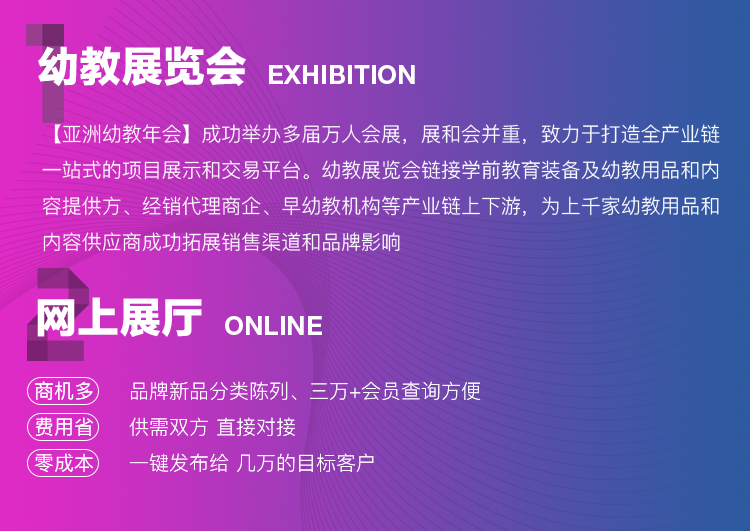 1
幼教展览会 EXHIBITION
【亚洲幼教年会】成功举办多届万人会展，展和会并重，致力于打造全产业链
一站式的项目展示和交易平台。幼教展览会链接学前教育装备及幼教用品和内
容提供方、经销代理商企、早幼教机构等产业链上下游，为上千家幼教用品和
内容供应商成功拓展销售渠道和品牌影响
2
网上展厅 ONLINE
商机多 品牌新品分类陈列、三万+会员查询方便
费用省 供需双方 直接对接
零成本 一键发布给 几万的目标客户